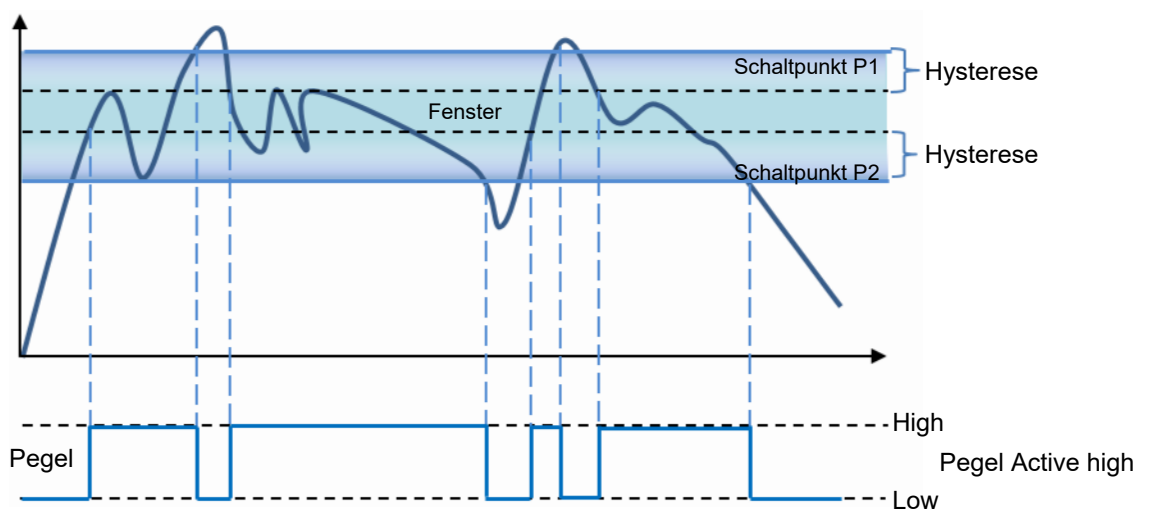 Schaltpunkt P1
Hysterese
Fenster
Hysterese
Schaltpunkt P2
High
Pegel
Pegel Active high
Low